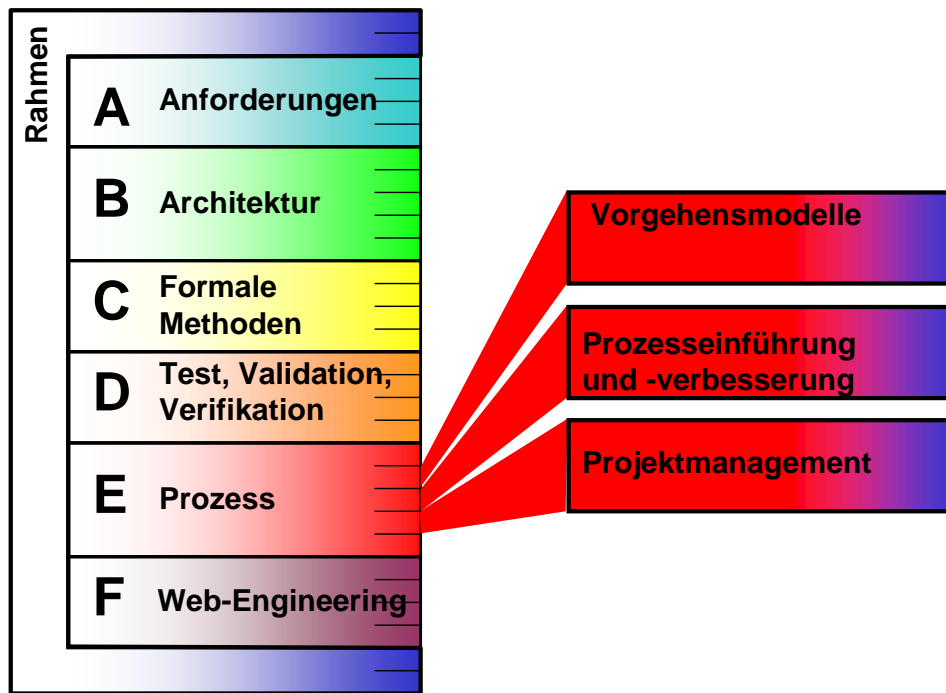 Rahmen
A Anforderungen
B Architektur
C Formale
Methoden
D Test, Validation,
Verifikation
E Prozess
F Web-Engineering
Vorgehensmodelle
Prozesseinführung
und -verbesserung
Projektmanagement